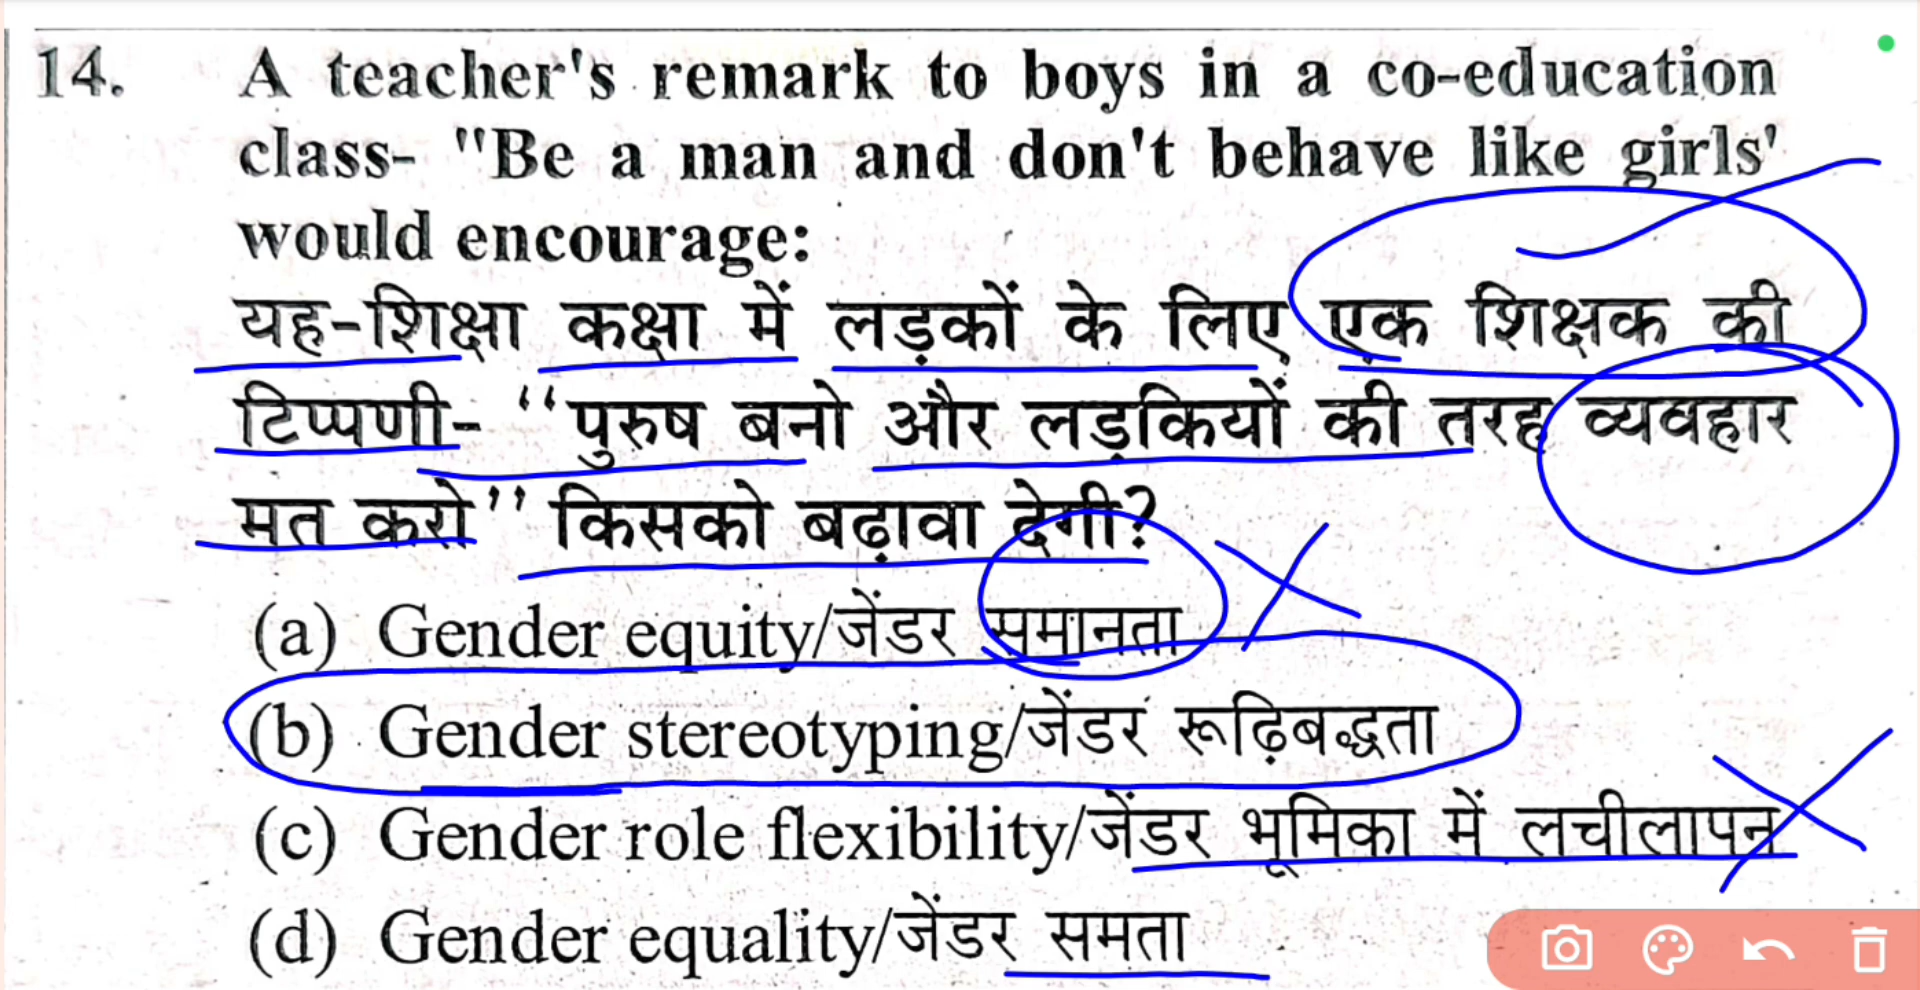 14. A teacher's remark to boys in a co-education
class- "Be a man and don't behave like girls'
would encourage:
यह-शिक्षा कक्षा में लड़कों के लिए एक शिक्षक की
टिप्पणी- ‘‘पुरुष बनो और लड़कियों की तरह व्यवहार
मत करो’’ किसको बढ़ावा देगी?
(a) Gender equity/जेंडर समानता
(b) Gender stereotyping/जेंडर रूढ़िबद्धता
(c) Gender role flexibility/जेंडर भूमिका में लचीलापन
(d) Gender equality/जेंडर समता